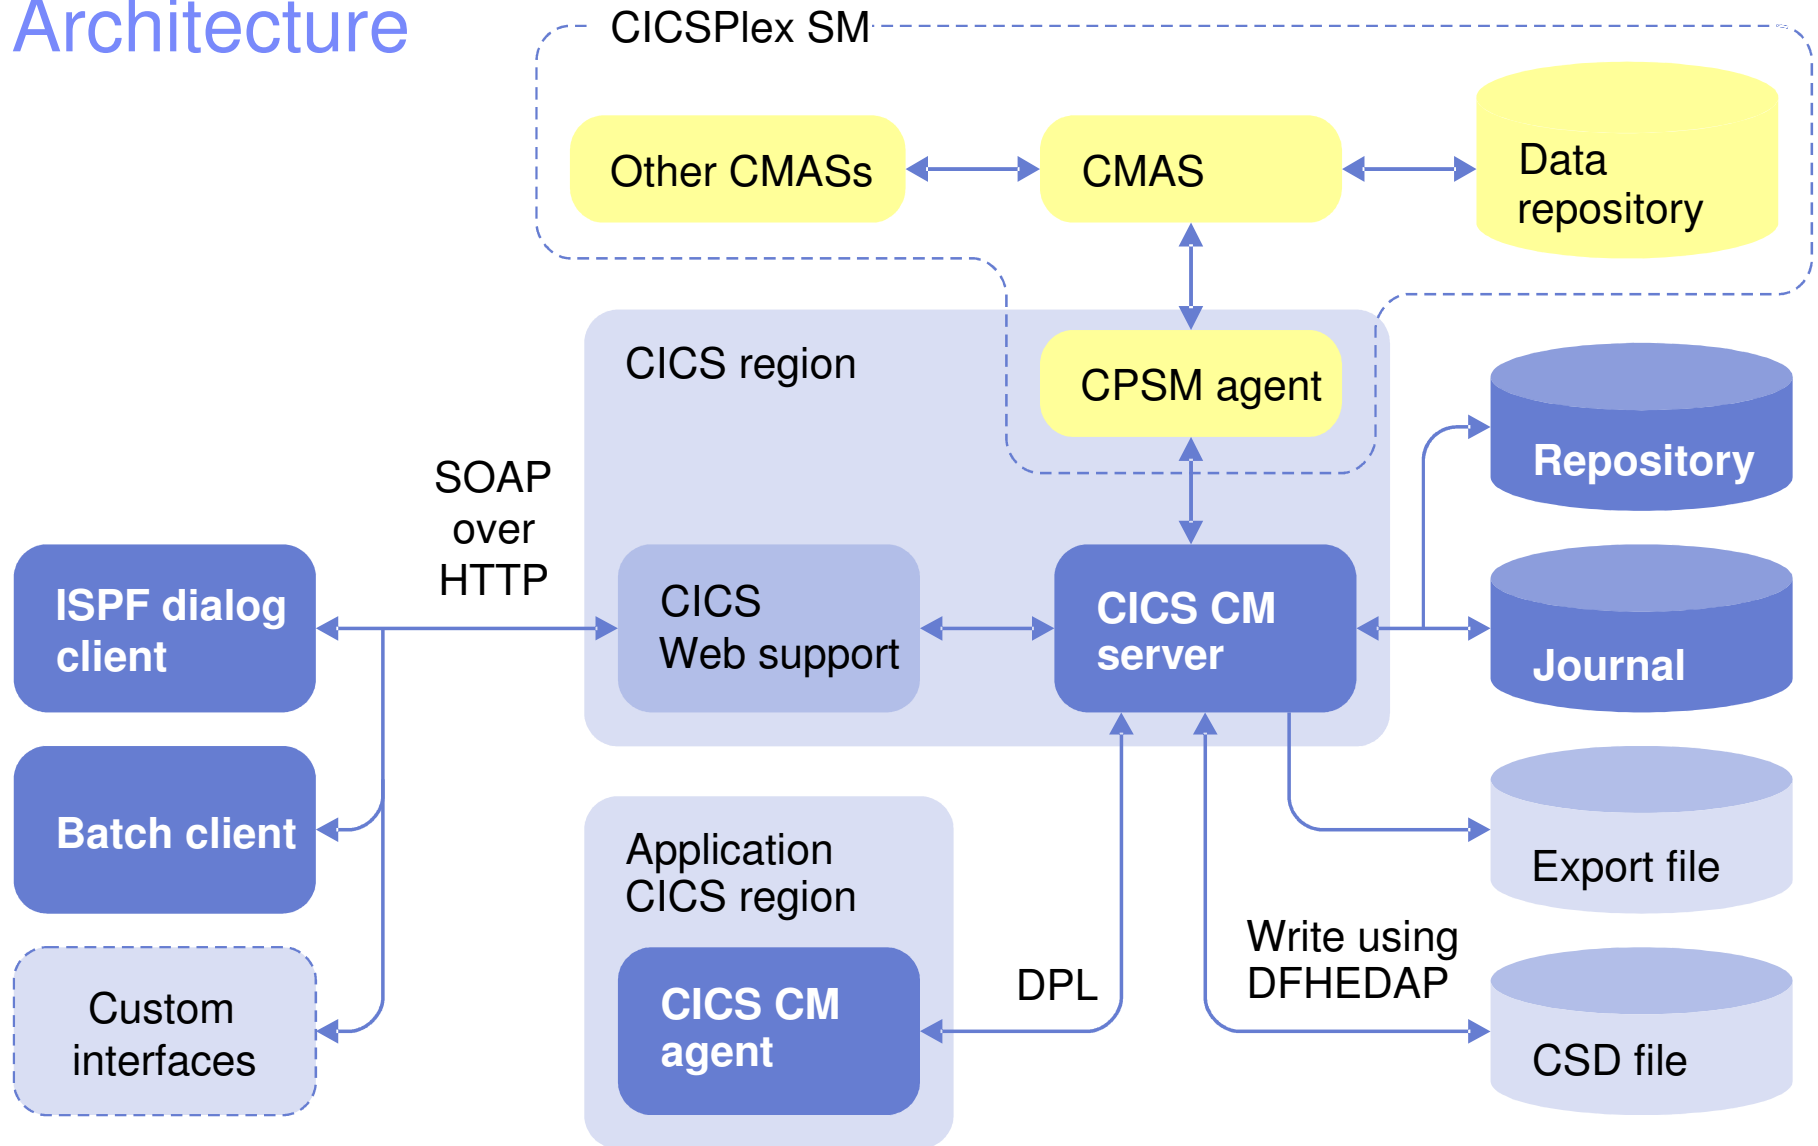 Architecture
CICSPlex SM
Other CMASs
CMAS
Data
repository
CICS region
CPSM agent
Repository
SOAP
over
HTTP
ISPF dialog
client
CICS
Web support
CICS CM
server
Journal
Batch client
Application
CICS region
Export file
Custom
interfaces
CICS CM
agent
DPL
Write using
DFHEDAP
CSD file